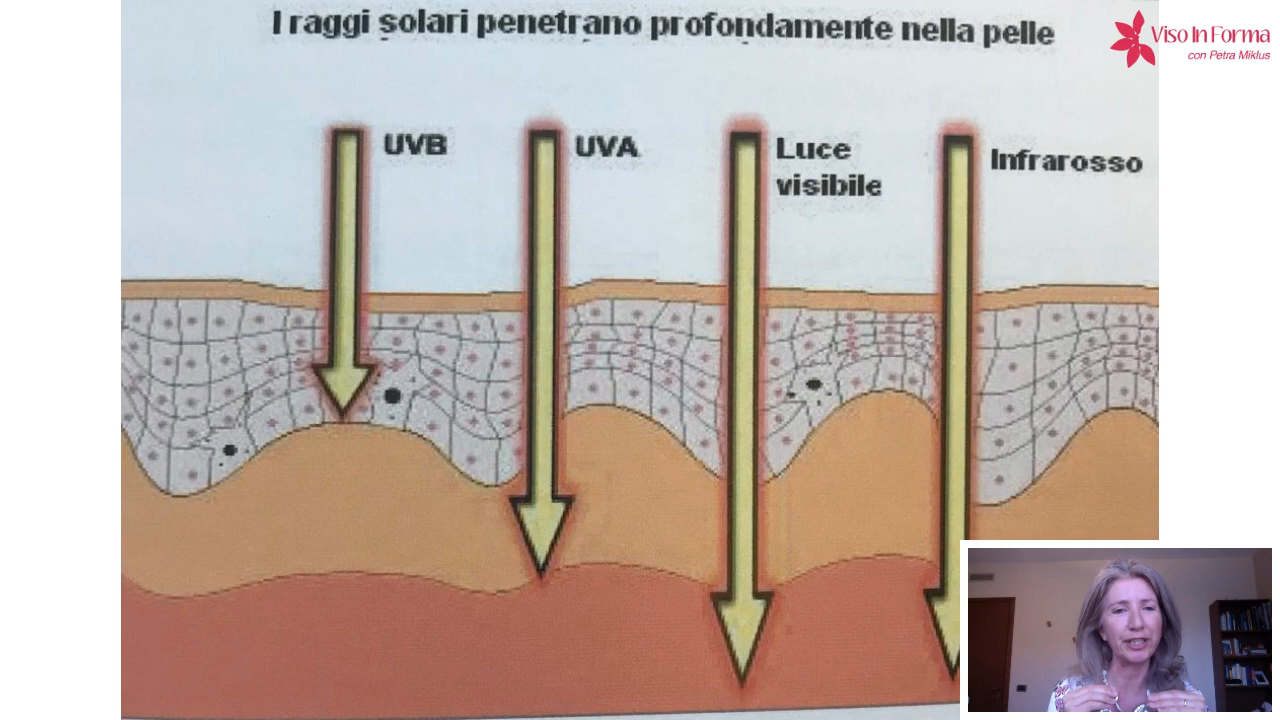 I raggi solari penetrano profondamente nella pelle
Viso In Forma
con Petra Miklus
UVB
UVA
Luce
visibile
Infrarosso